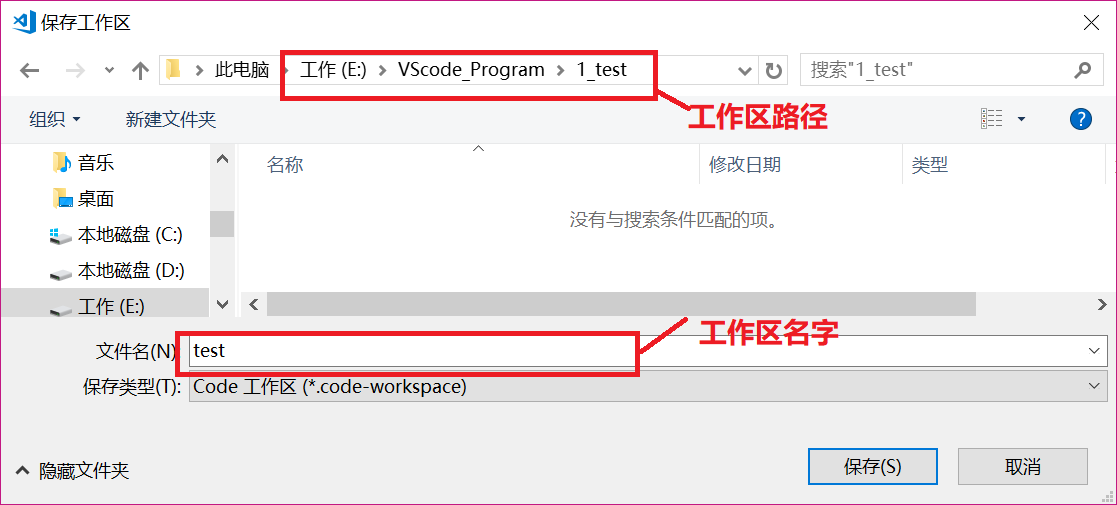 保存工作区
此电脑 工作 (E:) VScode_Program 1_test 搜索"1_test"
工作区路径
组织 新建文件夹 ?
音乐 名称 修改日期 类型
桌面
没有与搜索条件匹配的项。
本地磁盘 (C:)
本地磁盘 (D:)
工作 (E:)
工作区名字
文件名(N): test
保存类型(T): Code 工作区 (*.code-workspace)
隐藏文件夹 保存(S) 取消